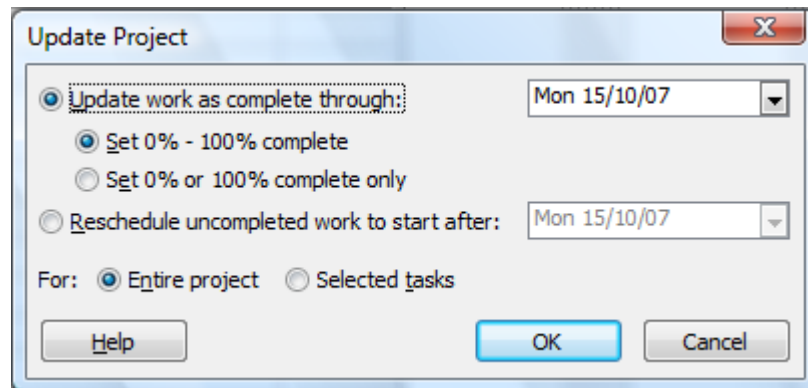 Update Project
Update work as complete through: Mon 15/10/07
Set 0% - 100% complete
Set 0% or 100% complete only
Reschedule uncompleted work to start after: Mon 15/10/07
For: Entire project Selected tasks
Help OK Cancel